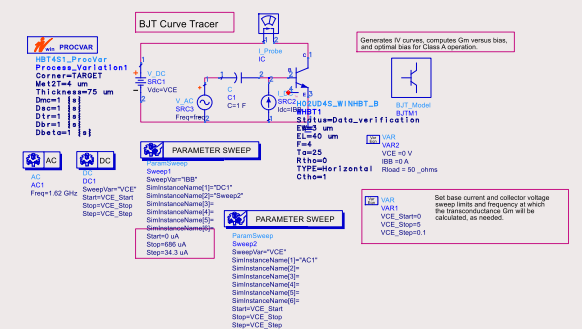 BJT Curve Tracer
Generates IV curves, computes Gm versus bias,
and optimal bias for Class A operation.
win PROCVAR
HBT4S1_ProcVar
Process_Variation1
Corner=TARGET
Met2T=4 um
Thickness=75 um
Dmc=1 {s}
Dsc=1 {s}
Dtr=1 {s}
Dbr=1 {s}
Dbeta=1 {s}
V_DC
SRC1
Vdc=VCE
V_AC
SRC3
Freq=freq
I_Probe
IC
C
C1
C=1 F
I_DC
SRC2
Idc=IBB
H02UD4S_WINHBT_B
WHBT1
Status=Data_verification
EW=3 um
EL=40 um
F=4
Ta=25
Rtho=0
TYPE=Horizontal
Ctho=1
BJT_Model
BJTM1
Var
Eqn
VAR
VAR2
VCE =0 V
IBB =0 A
Rload = 50 _ohms
AC
AC
AC1
Freq=1.62 GHz
DC
DC
DC1
SweepVar="VCE"
Start=VCE_Start
Stop=VCE_Stop
Step=VCE_Step
PARAMETER SWEEP
ParamSweep
Sweep1
SweepVar="IBB"
SimInstanceName[1]="DC1"
SimInstanceName[2]="Sweep2"
SimInstanceName[3]=
SimInstanceName[4]=
SimInstanceName[5]=
SimInstanceName[6]=
Start=0 uA
Stop=686 uA
Step=34.3 uA
PARAMETER SWEEP
ParamSweep
Sweep2
SweepVar="VCE"
SimInstanceName[1]="AC1"
SimInstanceName[2]=
SimInstanceName[3]=
SimInstanceName[4]=
SimInstanceName[5]=
SimInstanceName[6]=
Start=VCE_Start
Stop=VCE_Stop
Step=VCE_Step
Var
Eqn
VAR
VAR1
VCE_Start=0
VCE_Stop=5
VCE_Step=0.1
Set base current and collector voltage
sweep limits and frequency at which
the transconductance Gm will be
calculated, as needed.